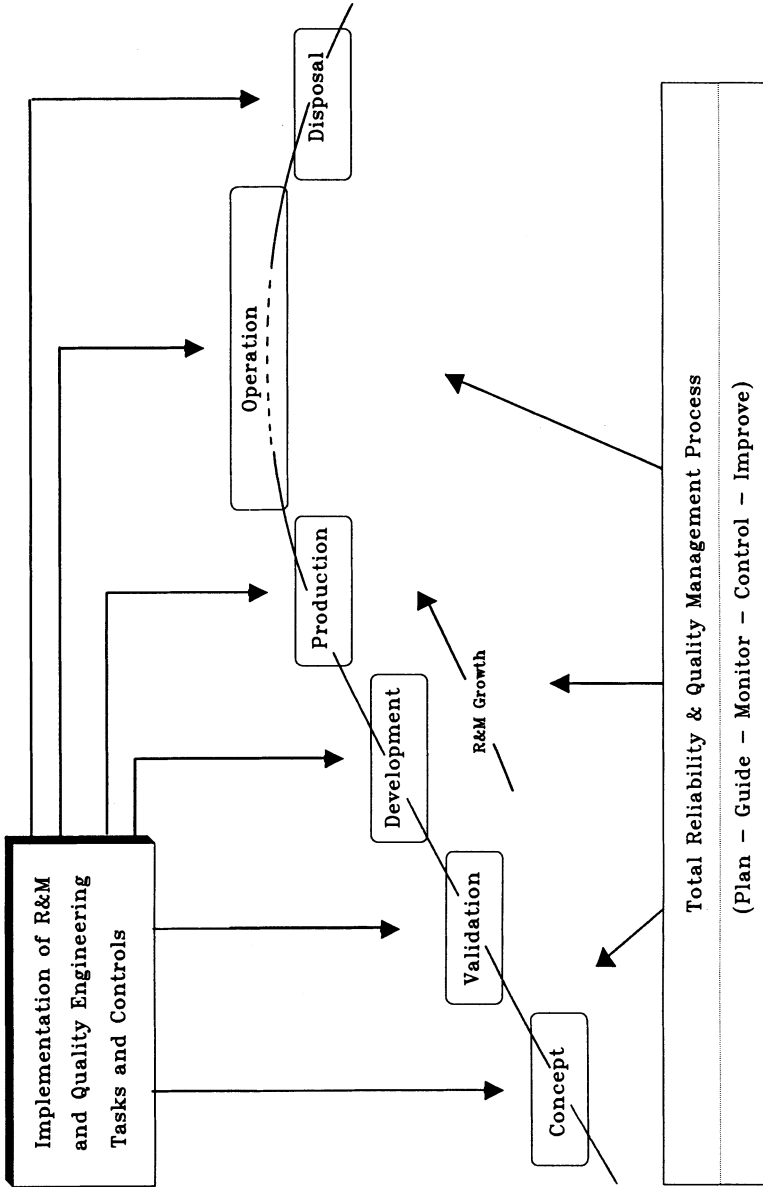 Implementation of R&M
and Quality Engineering
Tasks and Controls
Concept
Validation
Development
Production
Operation
Disposal
R&M Growth
Total Reliability & Quality Management Process
(Plan – Guide – Monitor – Control – Improve)